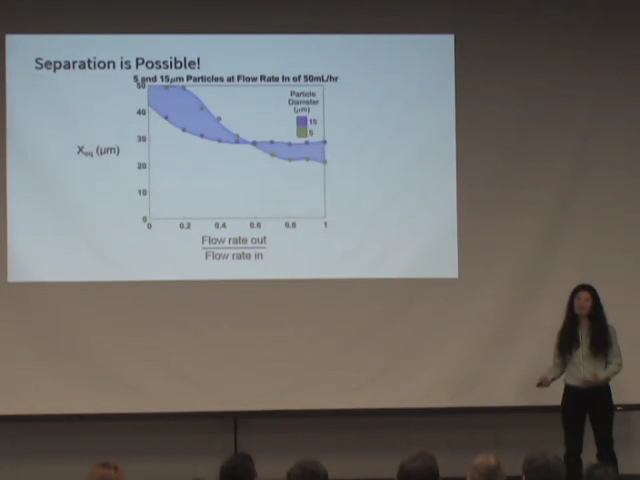 Separation is Possible!
5 and 15μm Particles at Flow Rate In of 50mL/hr
Particle
Diameter
(μm)
15
5
50
40
30
20
10
0
Xeq (μm)
0 0.2 0.4 0.6 0.8 1
Flow rate out
Flow rate in